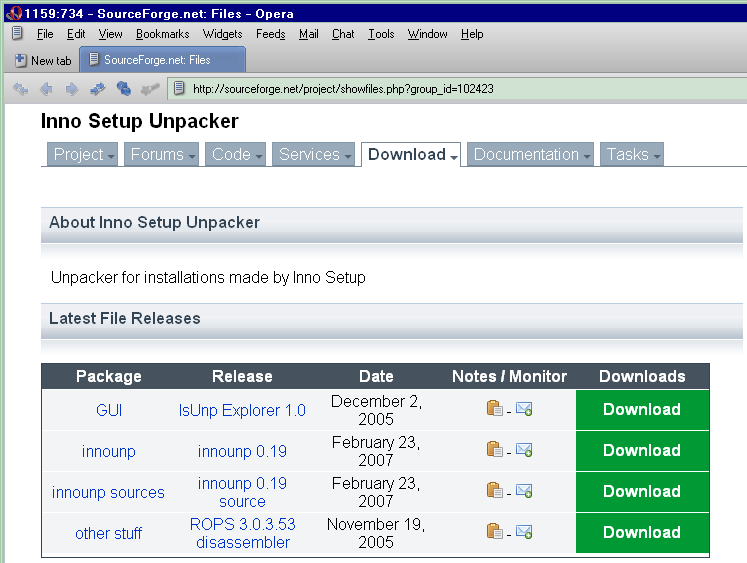 1159:734 - SourceForge.net: Files - Opera
File Edit View Bookmarks Widgets Feeds Mail Chat Tools Window Help
New tab SourceForge.net: Files
http://sourceforge.net/project/showfiles.php?group_id=102423
Inno Setup Unpacker
Project Forums Code Services Download Documentation Tasks
About Inno Setup Unpacker
Unpacker for installations made by Inno Setup
Latest File Releases
Package Release Date Notes / Monitor Downloads
GUI IsUnp Explorer 1.0 December 2, 2005 - Download
innounp innounp 0.19 February 23, 2007 - Download
innounp sources innounp 0.19 source February 23, 2007 - Download
other stuff ROPS 3.0.3.53 disassembler November 19, 2005 - Download